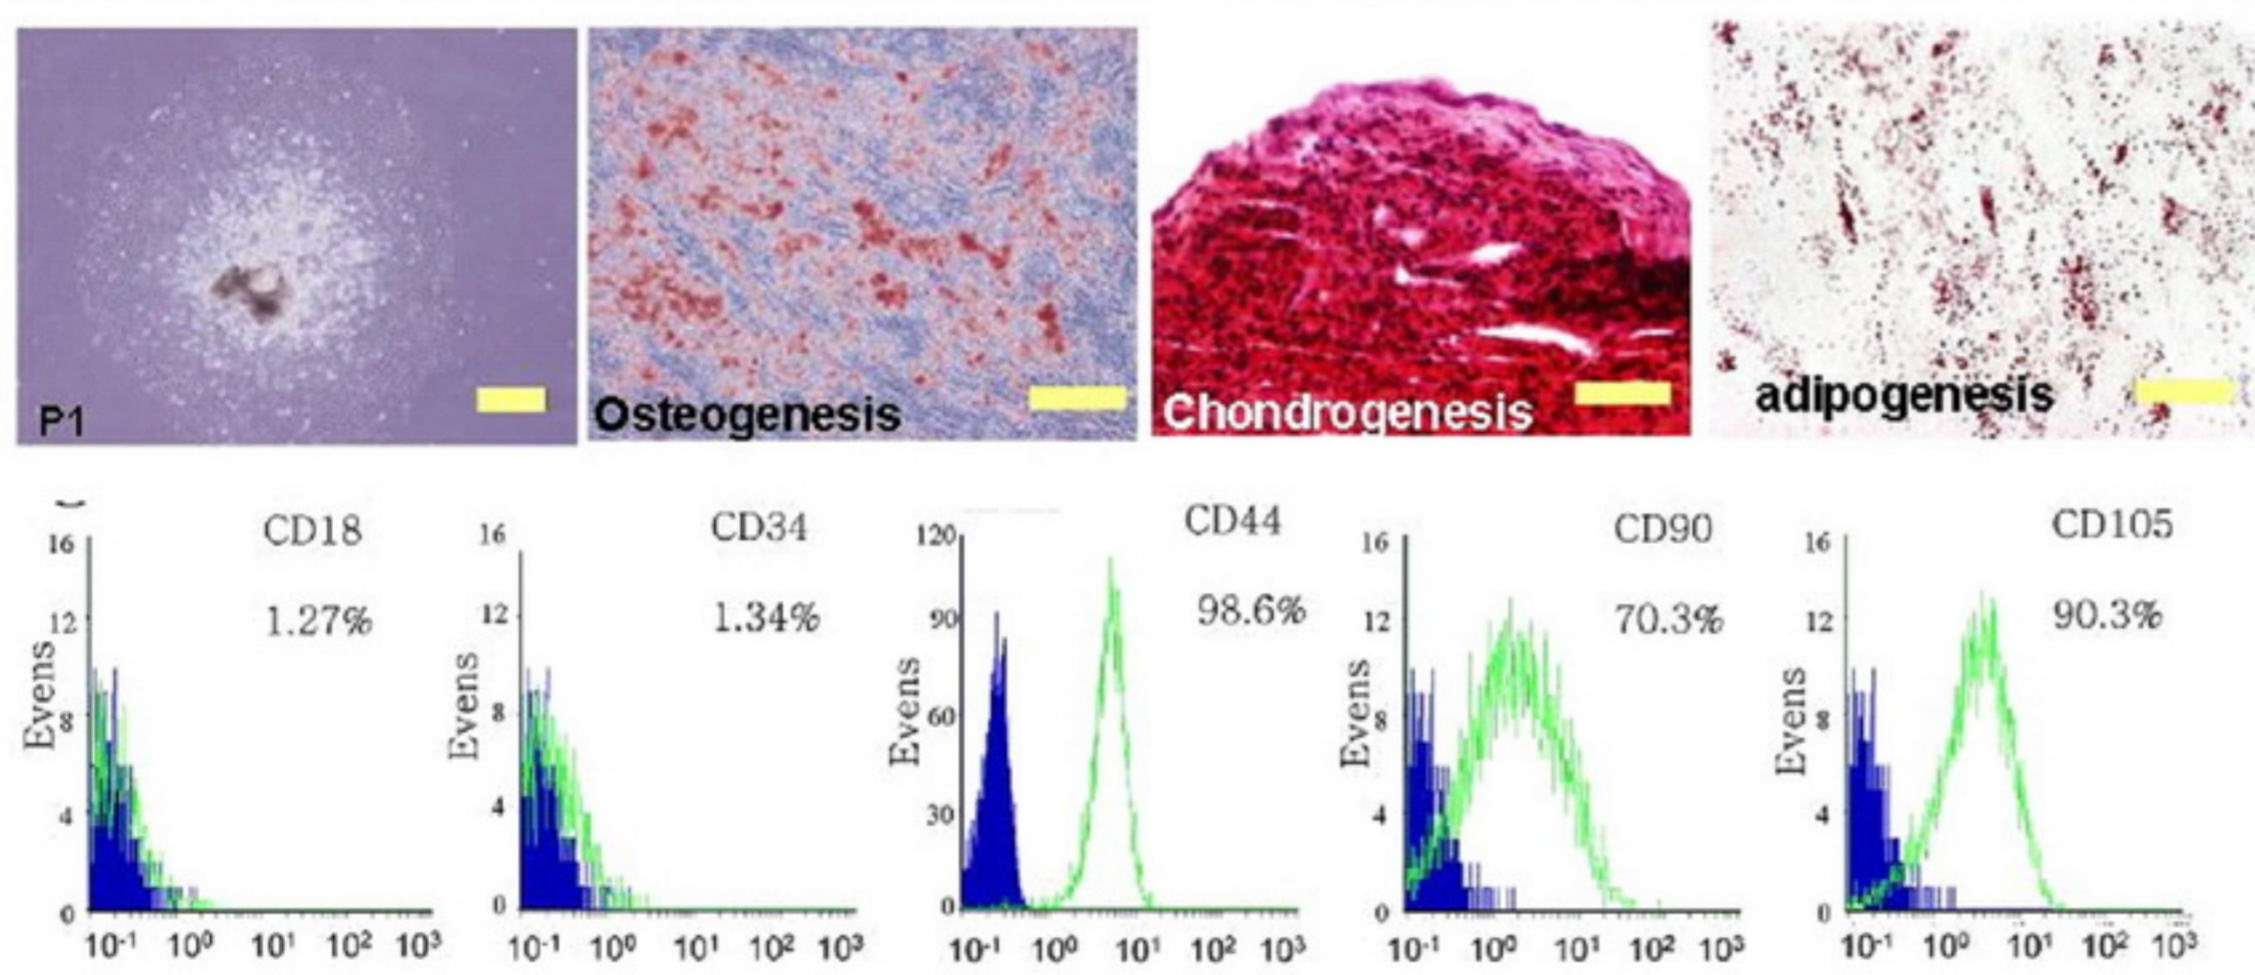 P1
Osteogenesis
Chondrogenesis
adipogenesis
CD18
1.27%
16
12
8
4
0
Evens
10-1 100 101 102 103
CD34
1.34%
16
12
8
4
0
Evens
10-1 100 101 102 103
CD44
98.6%
120
90
60
30
0
Evens
10-1 100 101 102 103
CD90
70.3%
16
12
8
4
0
Evens
10-1 100 101 102 103
CD105
90.3%
16
12
8
4
0
Evens
10-1 100 101 102 103